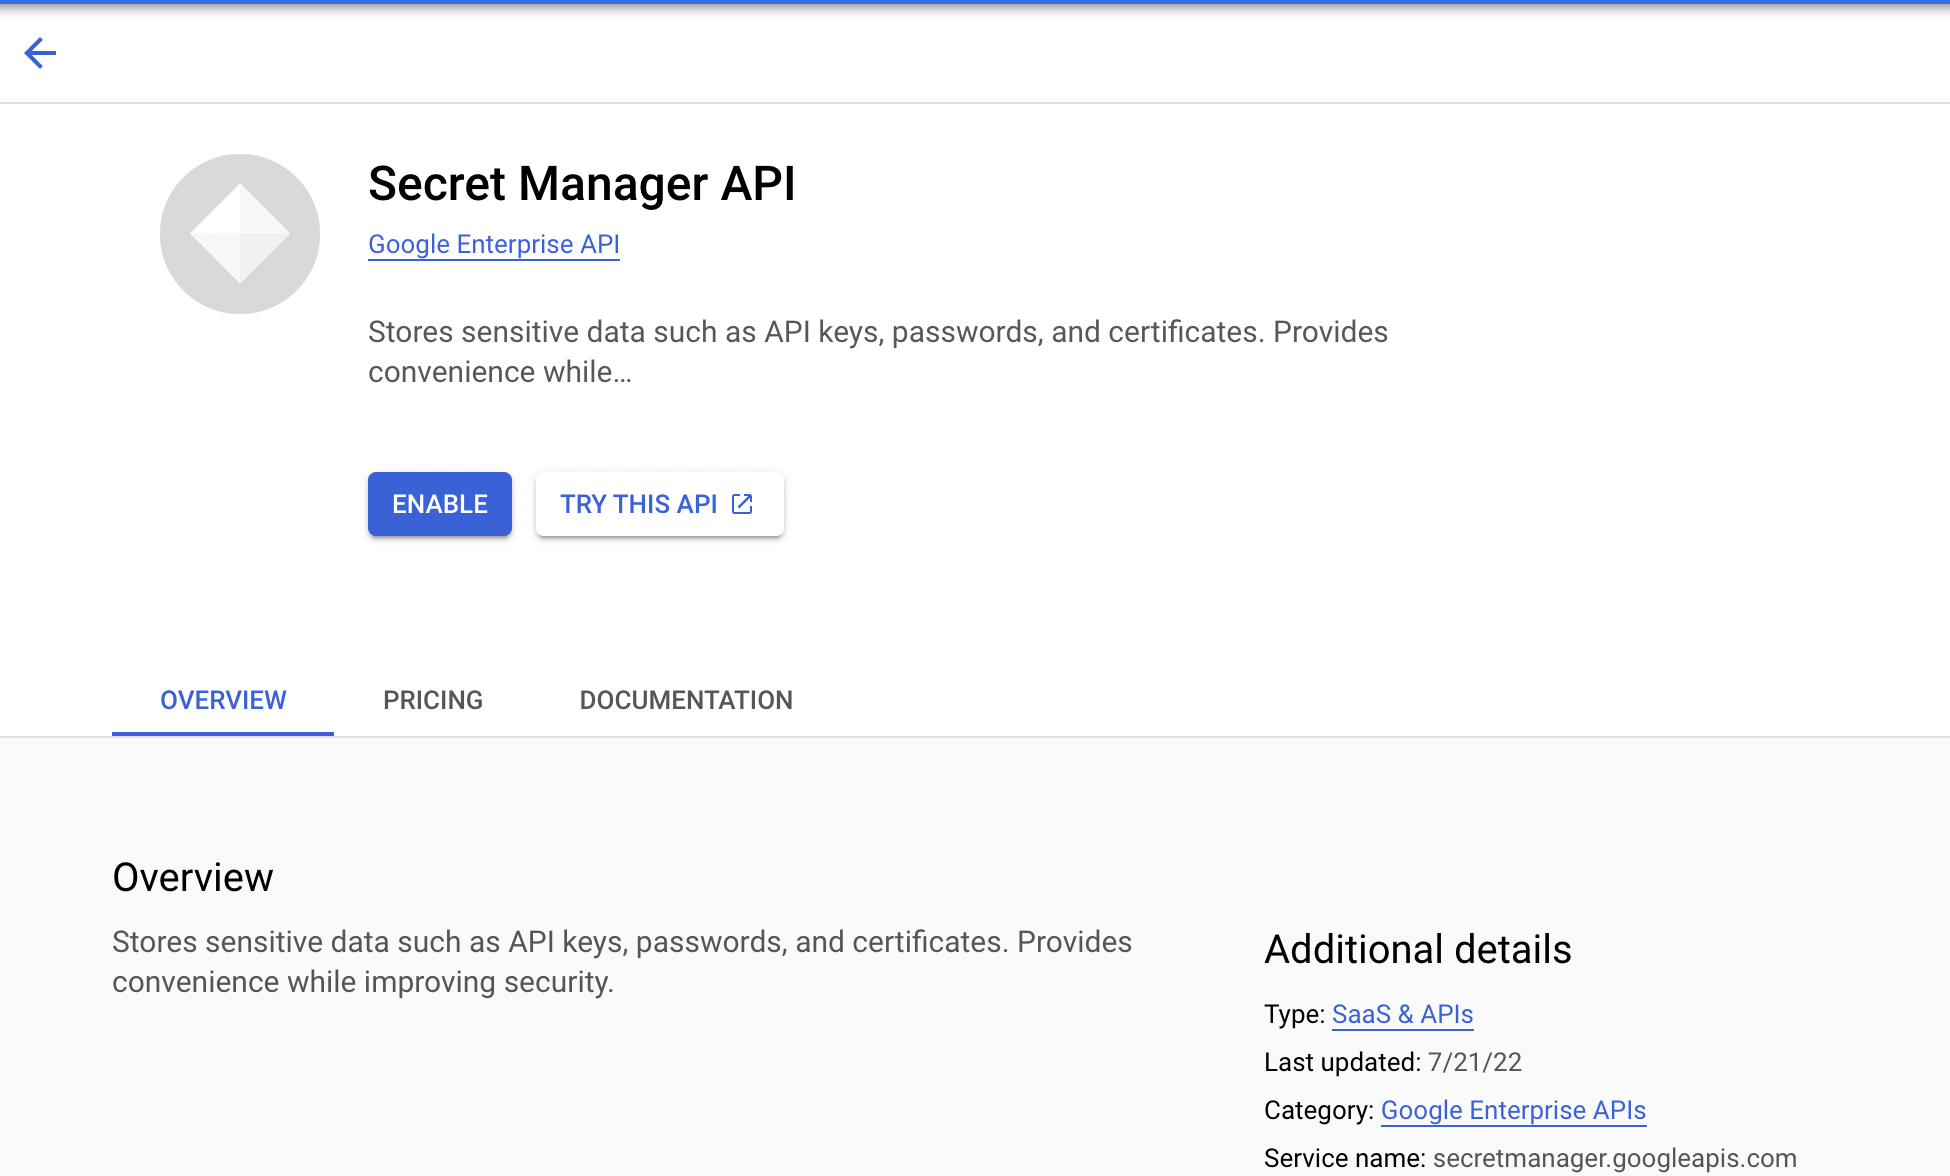 Secret Manager API
Google Enterprise API
Stores sensitive data such as API keys, passwords, and certificates. Provides
convenience while…
ENABLE
TRY THIS API
OVERVIEW
PRICING
DOCUMENTATION
Overview
Stores sensitive data such as API keys, passwords, and certificates. Provides
convenience while improving security.
Additional details
Type: SaaS & APIs
Last updated: 7/21/22
Category: Google Enterprise APIs
Service name: secretmanager.googleapis.com